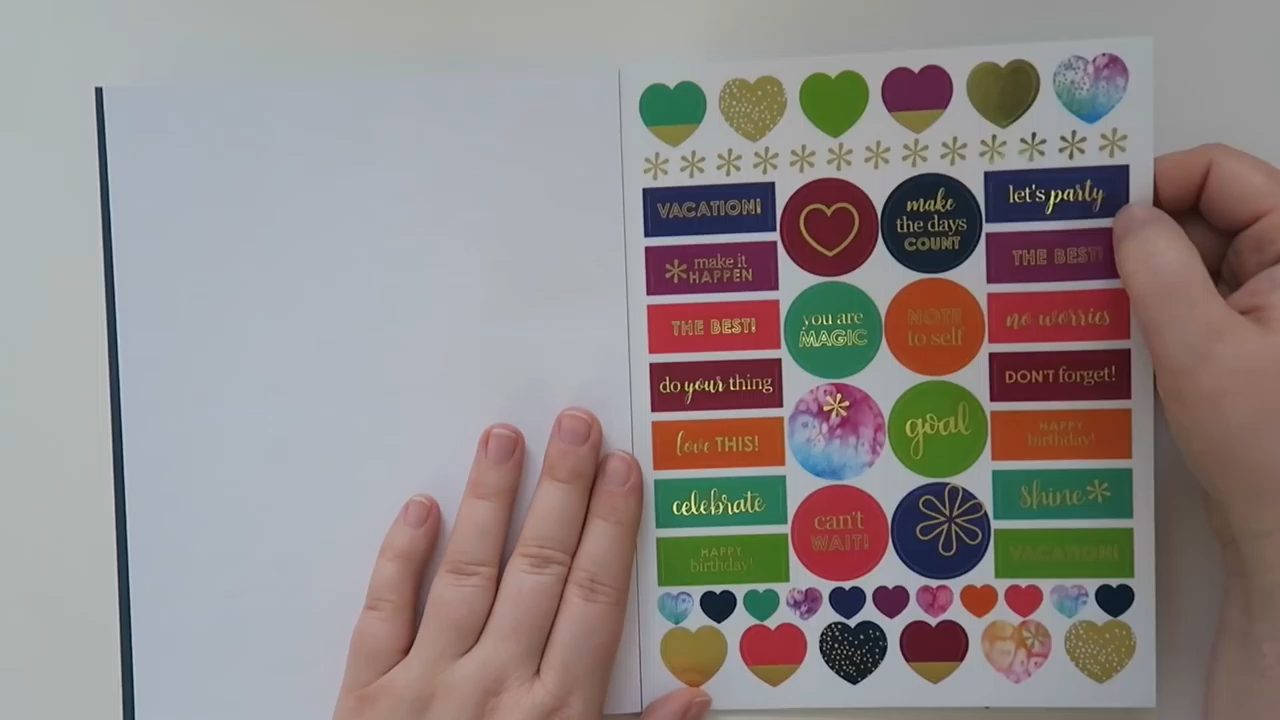 VACATION!
make it
HAPPEN
THE BEST!
do your thing
love THIS!
celebrate
HAPPY
birthday!
make
the days
COUNT
you are
MAGIC
NOTE
to self
goal
can't
WAIT!
let's party
THE BEST!
no worries
DON'T forget!
HAPPY
birthday!
shine
VACATION!